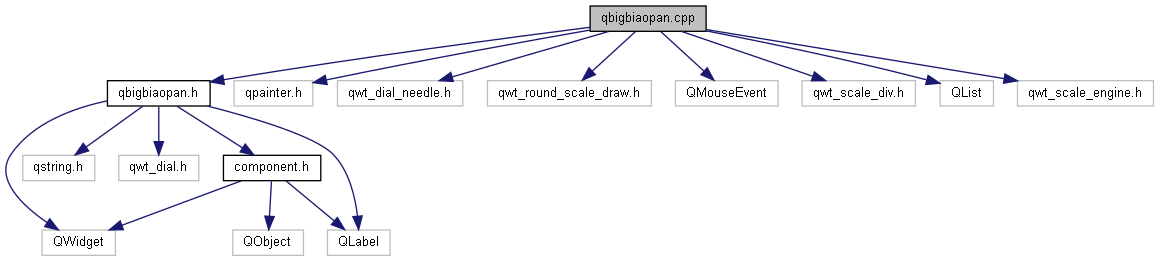 qbigbiaopan.cpp
qbigbiaopan.h
qpainter.h
qwt_dial_needle.h
qwt_round_scale_draw.h
QMouseEvent
qwt_scale_div.h
QList
qwt_scale_engine.h
qstring.h
qwt_dial.h
component.h
QWidget
QObject
QLabel